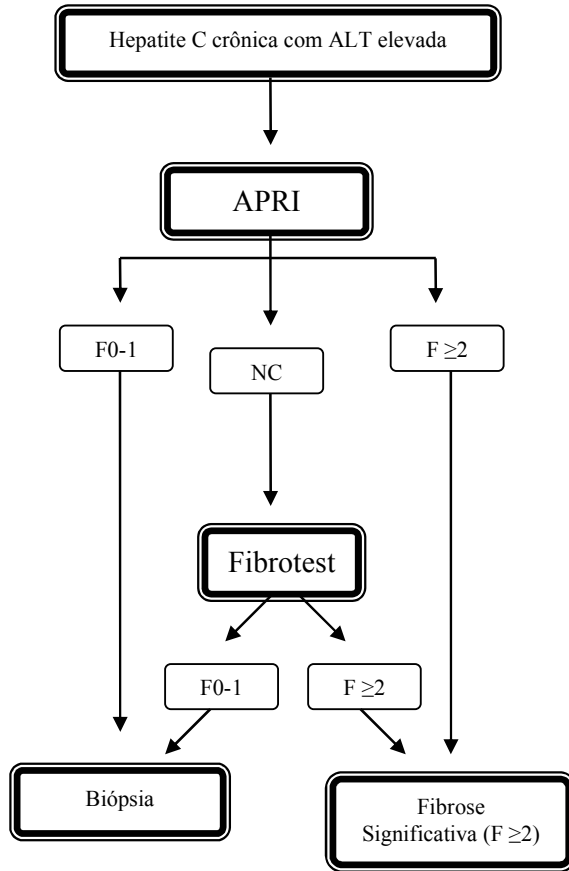 Hepatite C crônica com ALT elevada
APRI
F0-1
NC
F ≥2
Fibrotest
F0-1
F ≥2
Biópsia
Fibrose
Significativa (F ≥2)